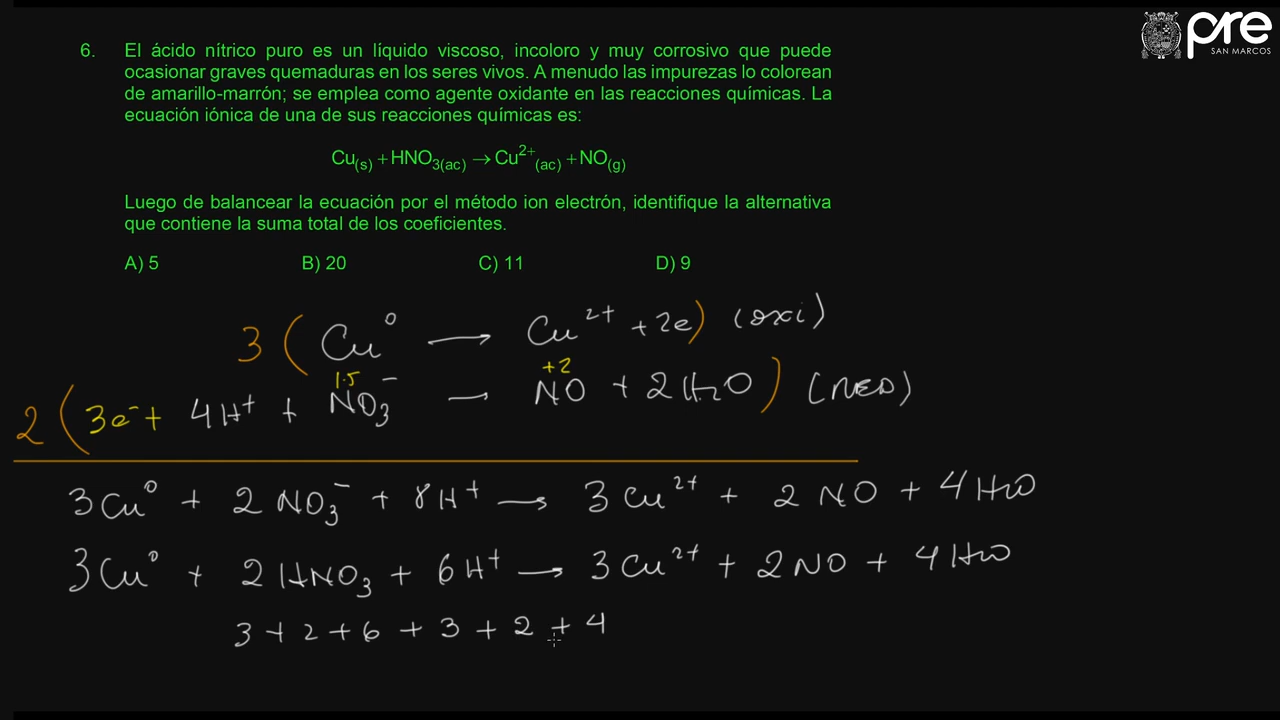 pre
SAN MARCOS
6. El ácido nítrico puro es un líquido viscoso, incoloro y muy corrosivo que puede
ocasionar graves quemaduras en los seres vivos. A menudo las impurezas lo colorean
de amarillo-marrón; se emplea como agente oxidante en las reacciones químicas. La
ecuación iónica de una de sus reacciones químicas es:
Cu(s) + HNO3(ac) → Cu2+(ac) + NO(g)
Luego de balancear la ecuación por el método ion electrón, identifique la alternativa
que contiene la suma total de los coeficientes.
A) 5 B) 20 C) 11 D) 9
3 ( Cu⁰ → Cu2+ + 2e ) (oxi)
1.5 +2
2 ( 3e- + 4H+ + NO3- → NO + 2H2O ) (RED)
3Cu⁰ + 2NO3- + 8H+ → 3Cu2+ + 2NO + 4H2O
3Cu⁰ + 2HNO3 + 6H+ → 3Cu2+ + 2NO + 4H2O
3 + 2 + 6 + 3 + 2 + 4